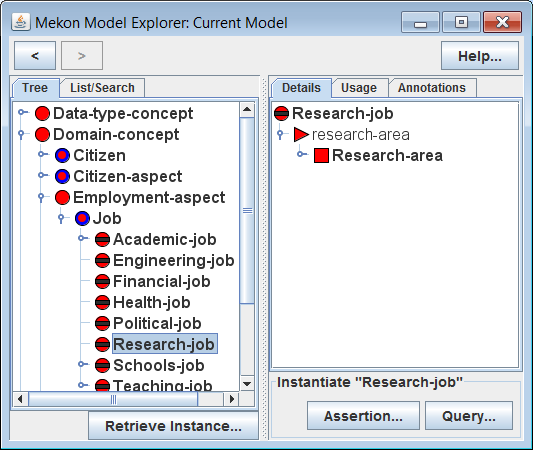 Mekon Model Explorer: Current Model
< > Help...
Tree List/Search
Data-type-concept
Domain-concept
Citizen
Citizen-aspect
Employment-aspect
Job
Academic-job
Engineering-job
Financial-job
Health-job
Political-job
Research-job
Schools-job
Teaching-job
Retrieve Instance...
Details Usage Annotations
Research-job
research-area
Research-area
Instantiate "Research-job"
Assertion... Query...